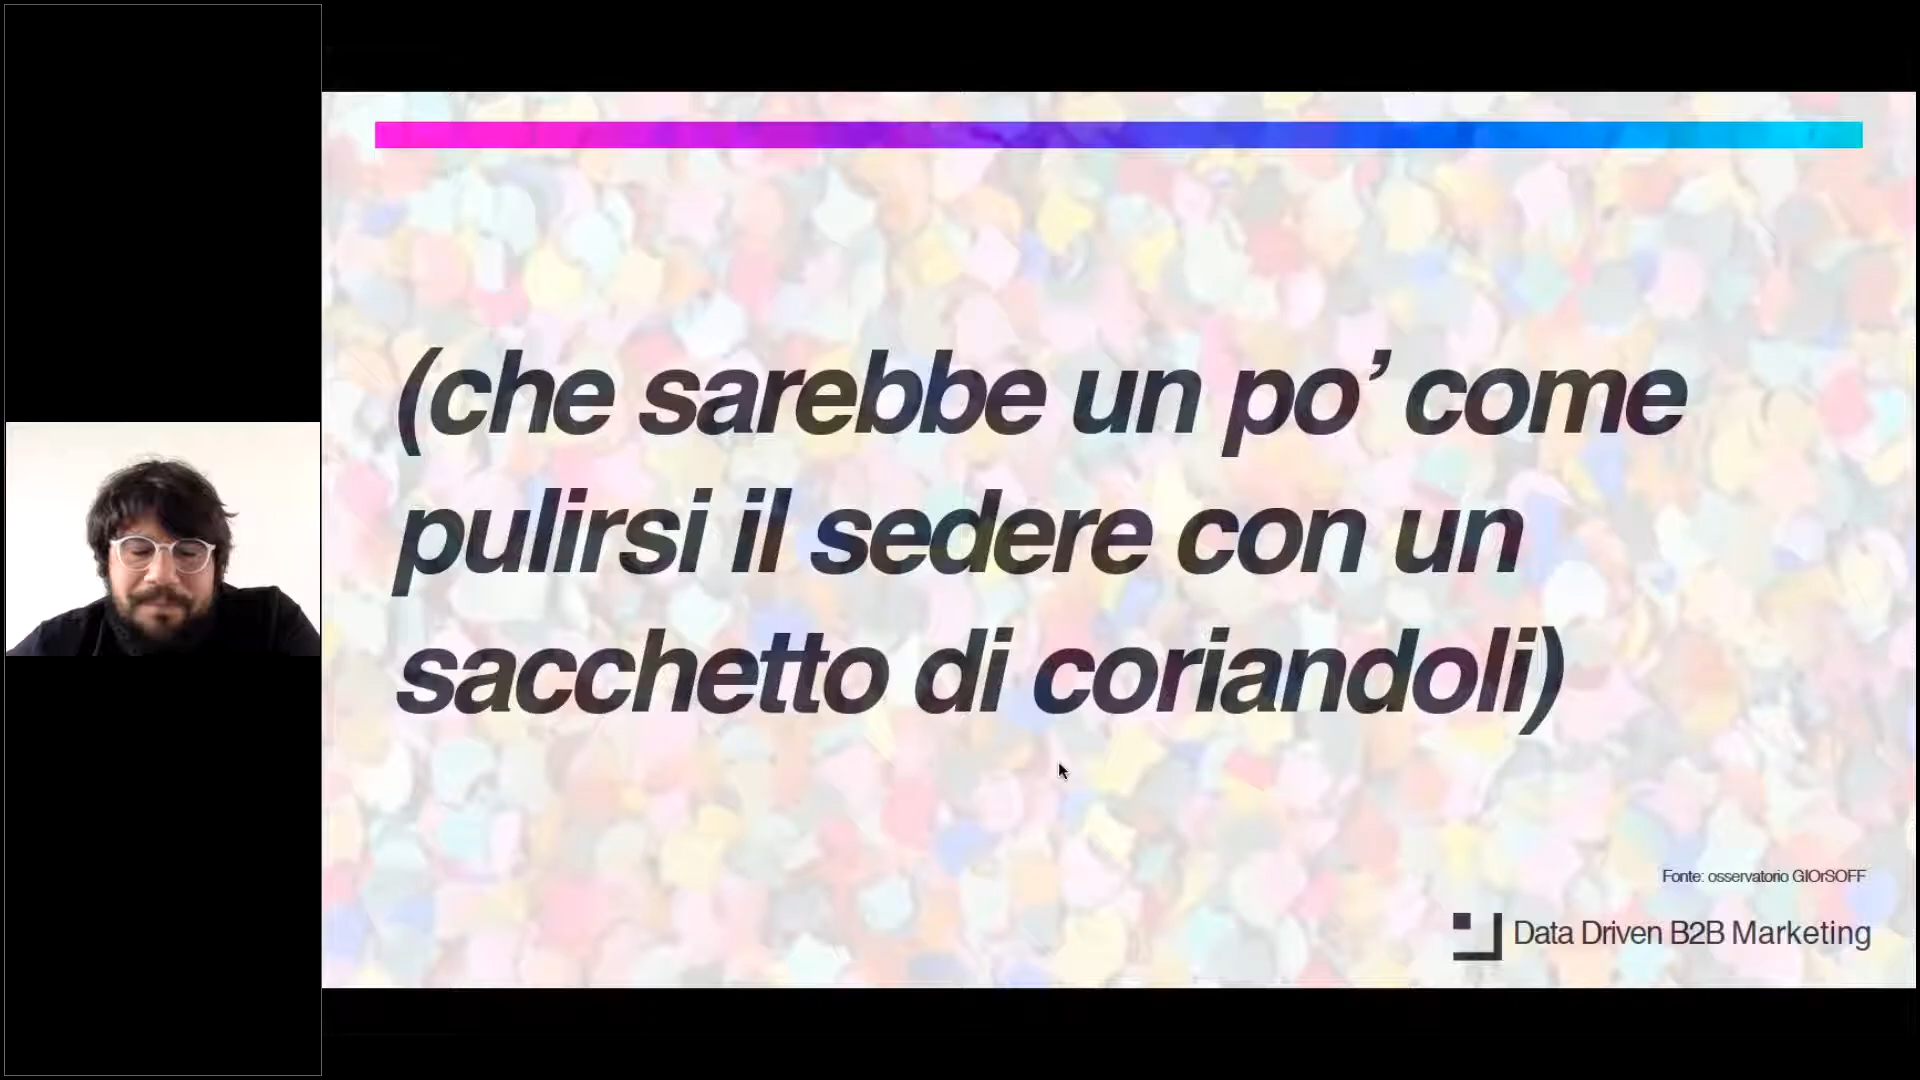 (che sarebbe un po’ come
pulirsi il sedere con un
sacchetto di coriandoli)
Fonte: osservatorio GIOrSOFF
Data Driven B2B Marketing